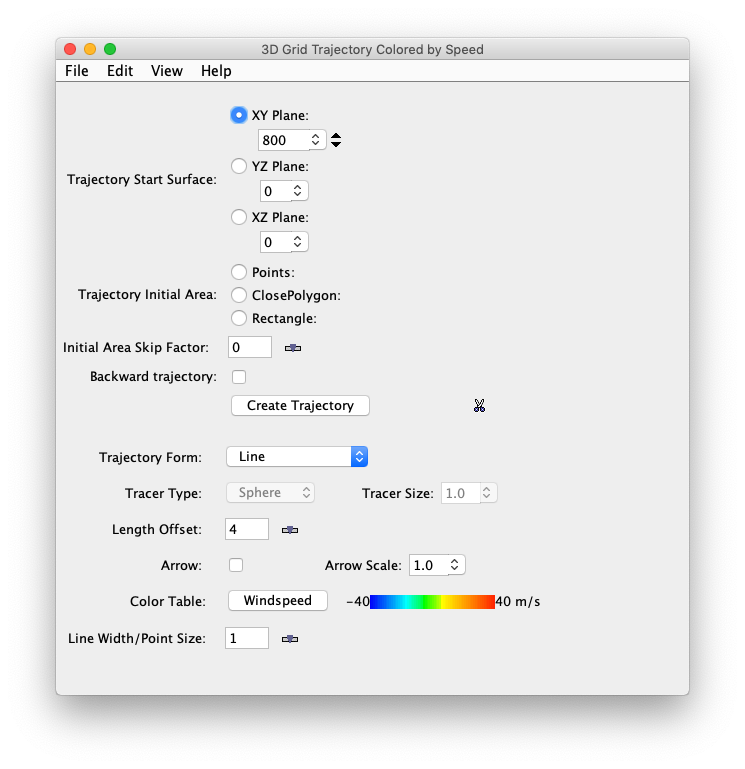 3D Grid Trajectory Colored by Speed
File Edit View Help
XY Plane:
800
Trajectory Start Surface:
YZ Plane:
0
XZ Plane:
0
Trajectory Initial Area:
Points:
ClosePolygon:
Rectangle:
Initial Area Skip Factor: 0
Backward trajectory:
Create Trajectory
Trajectory Form: Line
Tracer Type: Sphere Tracer Size: 1.0
Length Offset: 4
Arrow: Arrow Scale: 1.0
Color Table: Windspeed -40 40 m/s
Line Width/Point Size: 1